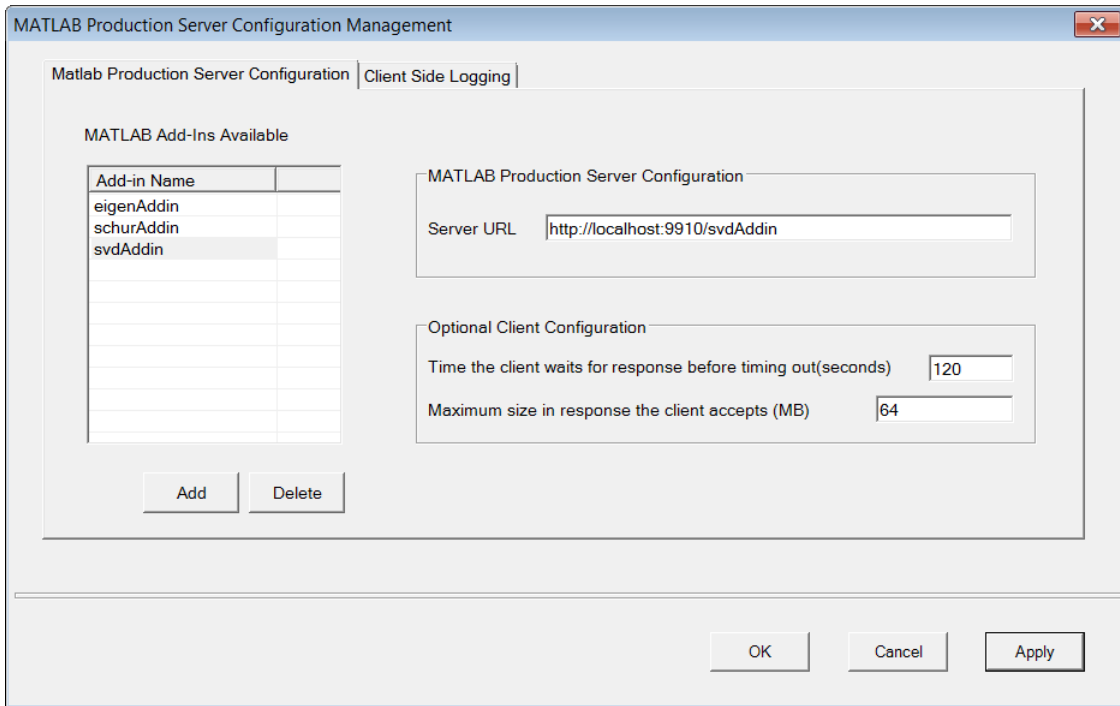 MATLAB Production Server Configuration Management
Matlab Production Server Configuration
Client Side Logging
MATLAB Add-Ins Available
Add-in Name
eigenAddin
schurAddin
svdAddin
Add
Delete
MATLAB Production Server Configuration
Server URL
http://localhost:9910/svdAddin
Optional Client Configuration
Time the client waits for response before timing out(seconds)
120
Maximum size in response the client accepts (MB)
64
OK
Cancel
Apply